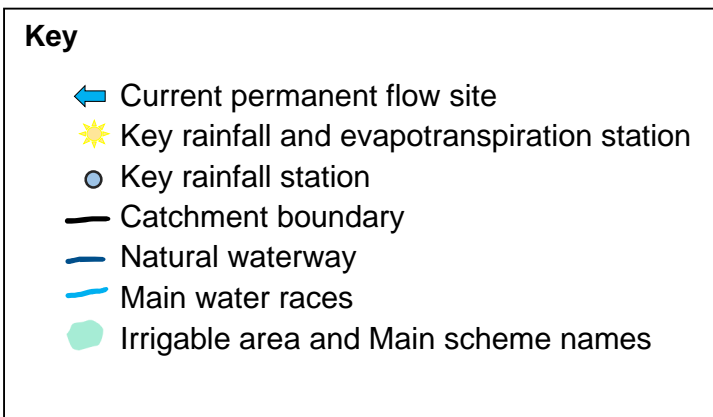 Key
Current permanent flow site
Key rainfall and evapotranspiration station
Key rainfall station
Catchment boundary
Natural waterway
Main water races
Irrigable area and Main scheme names